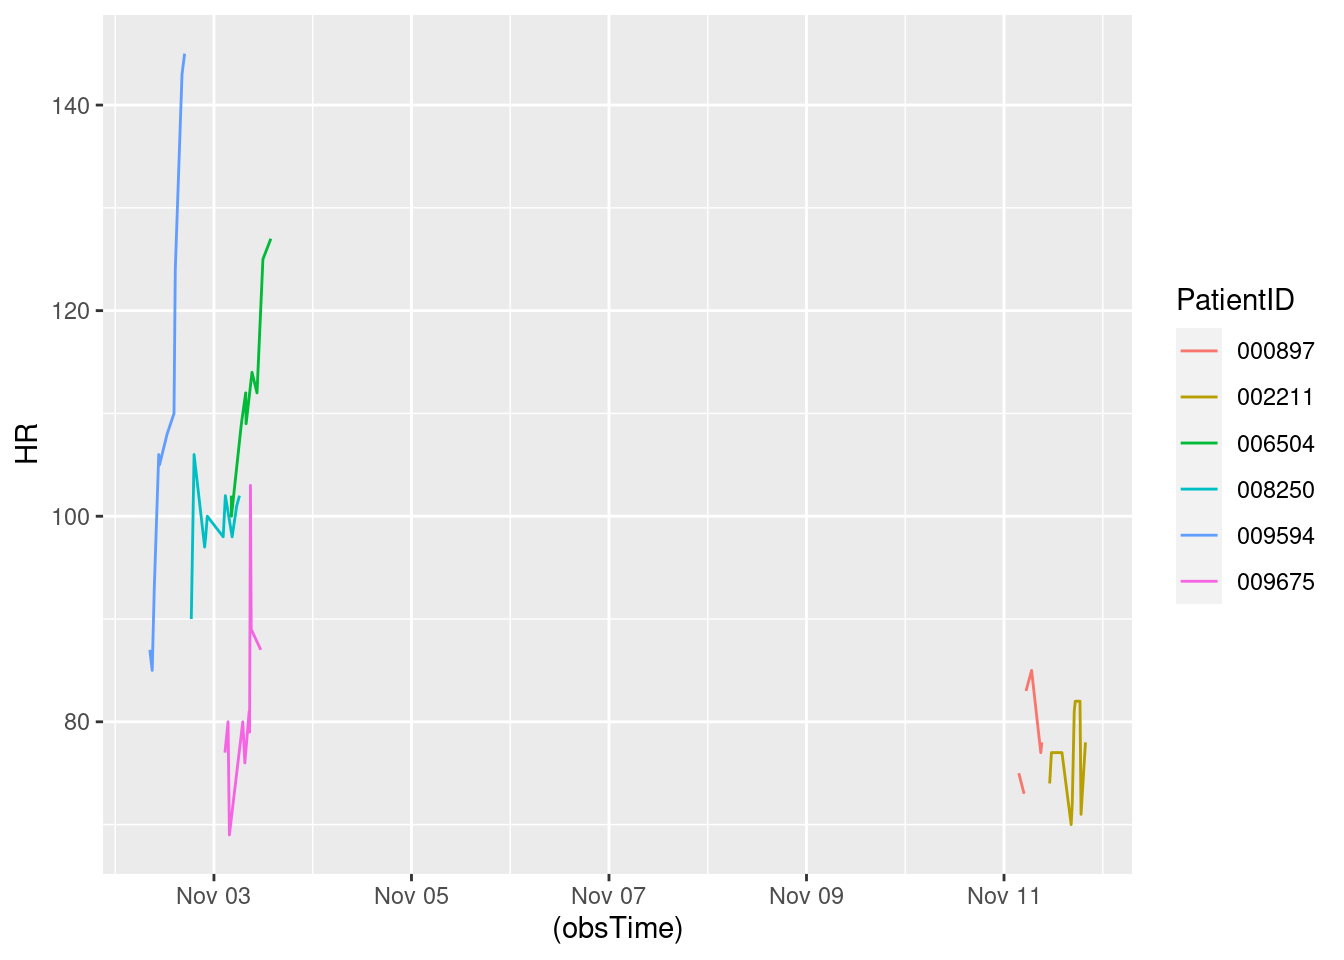 140
120
100
80
HR
Nov 03
Nov 05
Nov 07
Nov 09
Nov 11
(obsTime)
PatientID
000897
002211
006504
008250
009594
009675